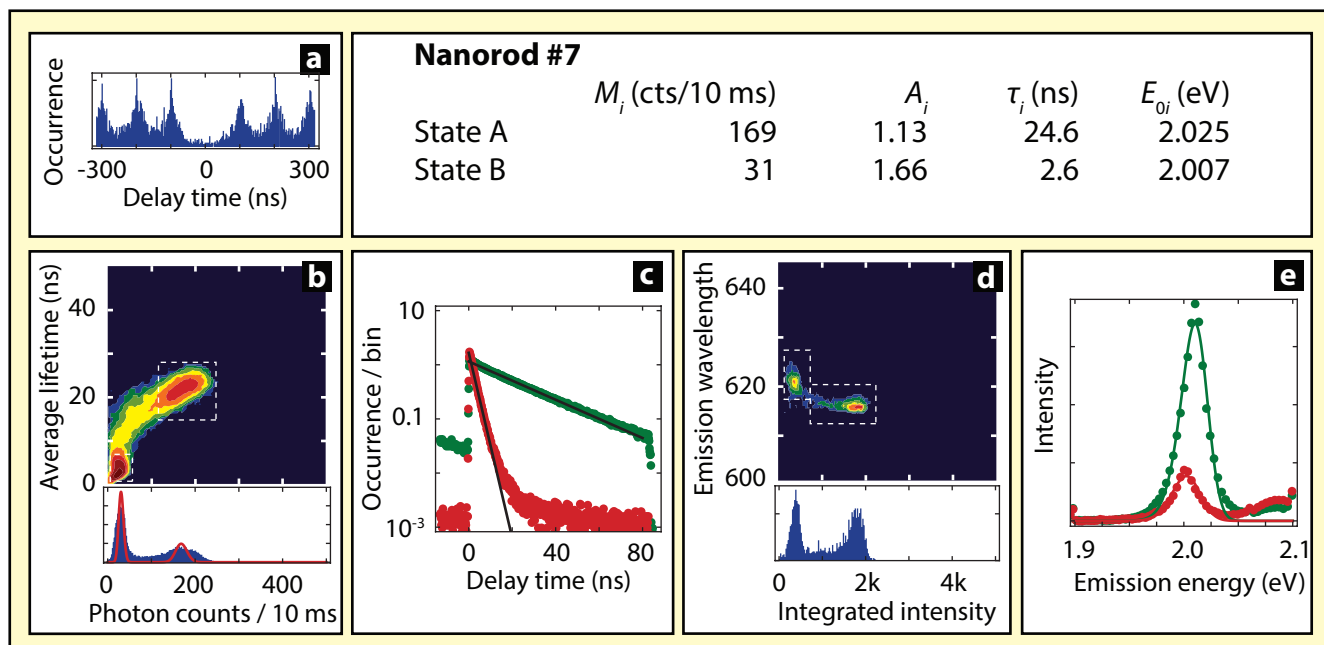 a
Occurrence
-300 0 300
Delay time (ns)
Nanorod #7
M_i (cts/10 ms) A_i τ_i (ns) E_0i (eV)
State A 169 1.13 24.6 2.025
State B 31 1.66 2.6 2.007
b
Average lifetime (ns)
40
20
0
0 200 400
Photon counts / 10 ms
c
Occurrence / bin
10
1
0.1
10⁻³
0 40 80
Delay time (ns)
d
Emission wavelength
640
620
600
0 2k 4k
Integrated intensity
e
Intensity
1.9 2.0 2.1
Emission energy (eV)